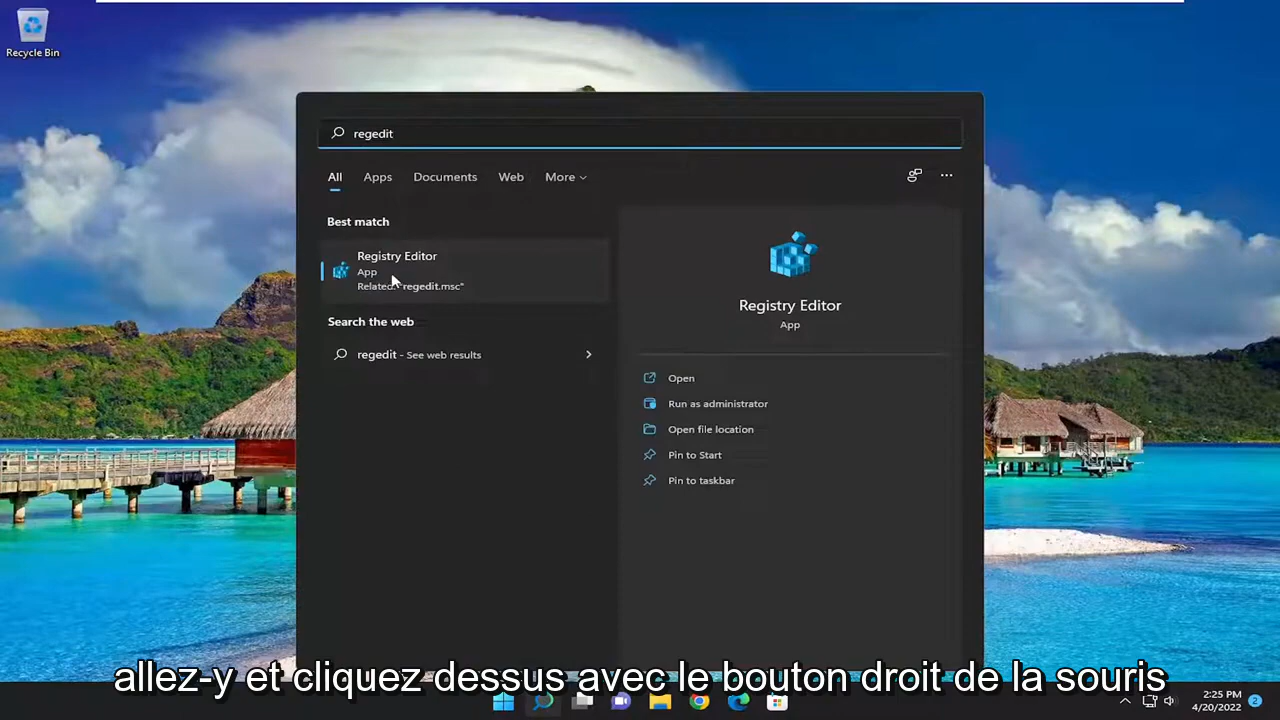 Recycle Bin
regedit
All
Apps
Documents
Web
More
Best match
Registry Editor
App
Related: "regedit.msc"
Search the web
regedit - See web results
Registry Editor
App
Open
Run as administrator
Open file location
Pin to Start
Pin to taskbar
allez-y et cliquez dessus avec le bouton droit de la souris
2:25 PM
4/20/2022
2